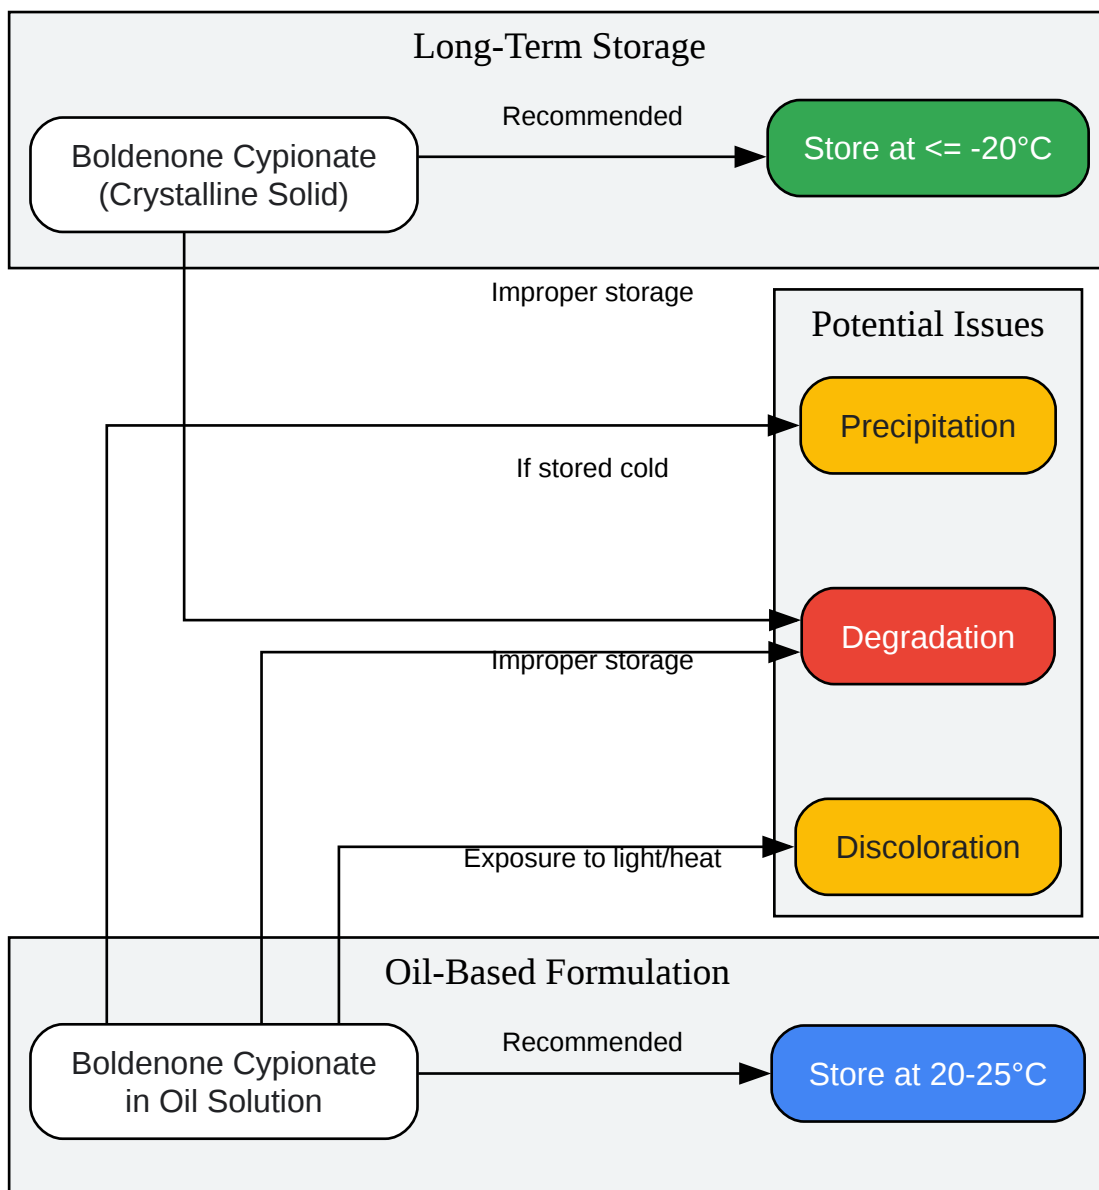 Long-Term Storage
Recommended
Boldenone Cypionate
(Crystalline Solid)
Store at <= -20°C
Improper storage
Potential Issues
Precipitation
If stored cold
Degradation
Improper storage
Discoloration
Exposure to light/heat
Oil-Based Formulation
Recommended
Boldenone Cypionate
in Oil Solution
Store at 20-25°C